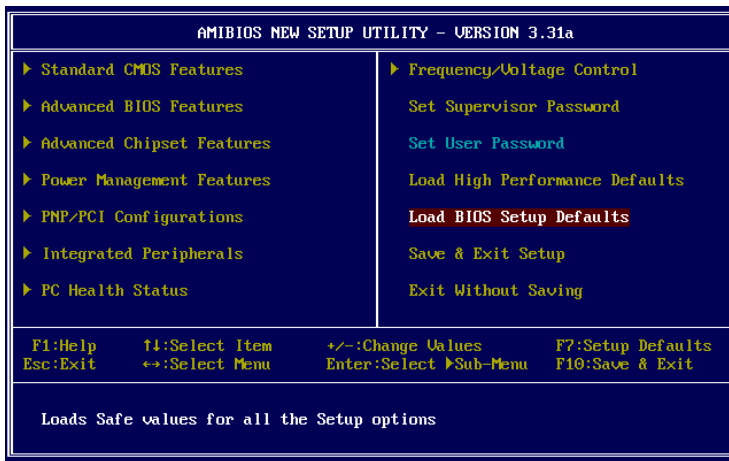 AMIBIOS NEW SETUP UTILITY - VERSION 3.31a
▶ Standard CMOS Features
▶ Advanced BIOS Features
▶ Advanced Chipset Features
▶ Power Management Features
▶ PNP/PCI Configurations
▶ Integrated Peripherals
▶ PC Health Status
▶ Frequency/Voltage Control
Set Supervisor Password
Set User Password
Load High Performance Defaults
Load BIOS Setup Defaults
Save & Exit Setup
Exit Without Saving
F1:Help ↑↓:Select Item +/-:Change Values F7:Setup Defaults
Esc:Exit ↔:Select Menu Enter:Select ▶Sub-Menu F10:Save & Exit
Loads Safe values for all the Setup options